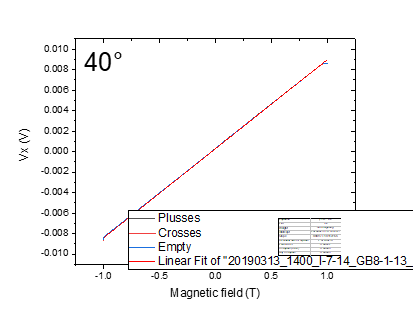 40°
0.010
0.008
0.006
0.004
0.002
0.000
-0.002
-0.004
-0.006
-0.008
-0.010
Vx (V)
Plusses
Crosses
Empty
Linear Fit of "20190313_1400_I-7-14_GB8-1-13_
-1.0
-0.5
0.0
0.5
1.0
Magnetic field (T)